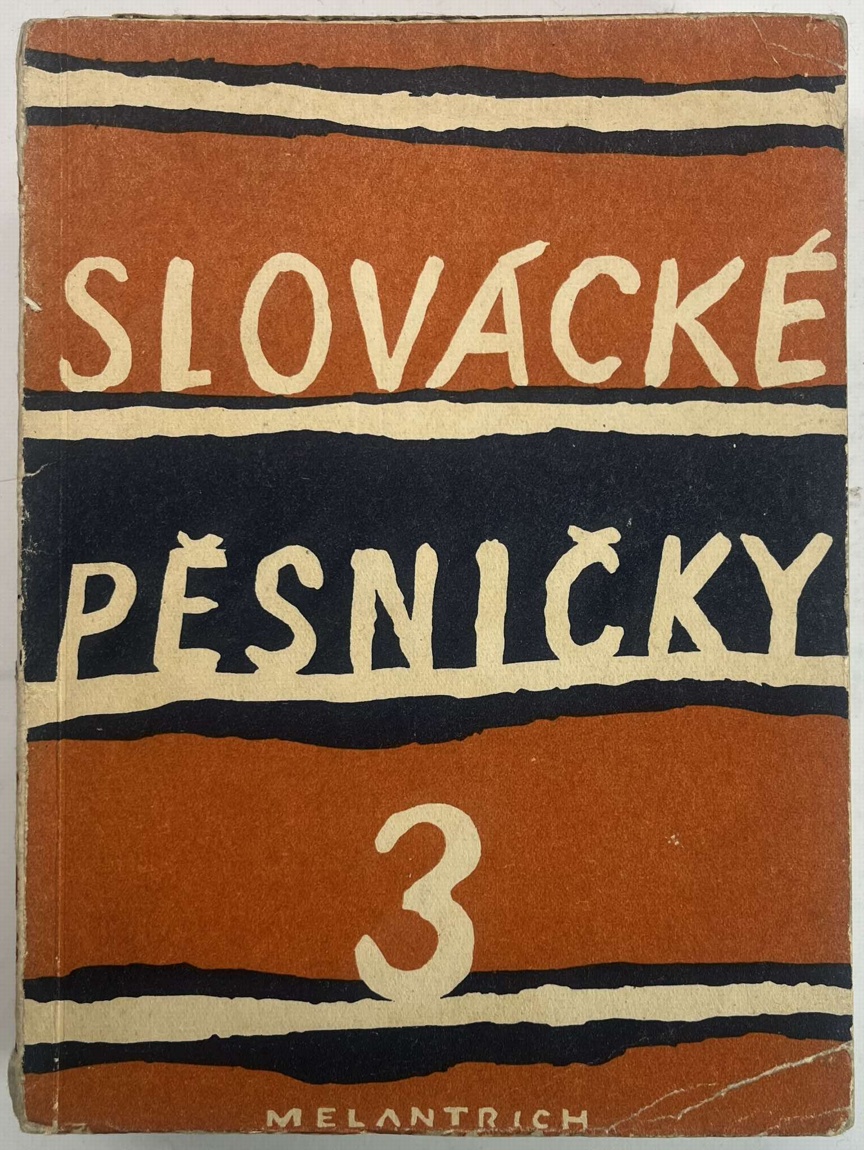 SLOVÁCKÉ
PĚSNIČKY
3
MELANTRICH